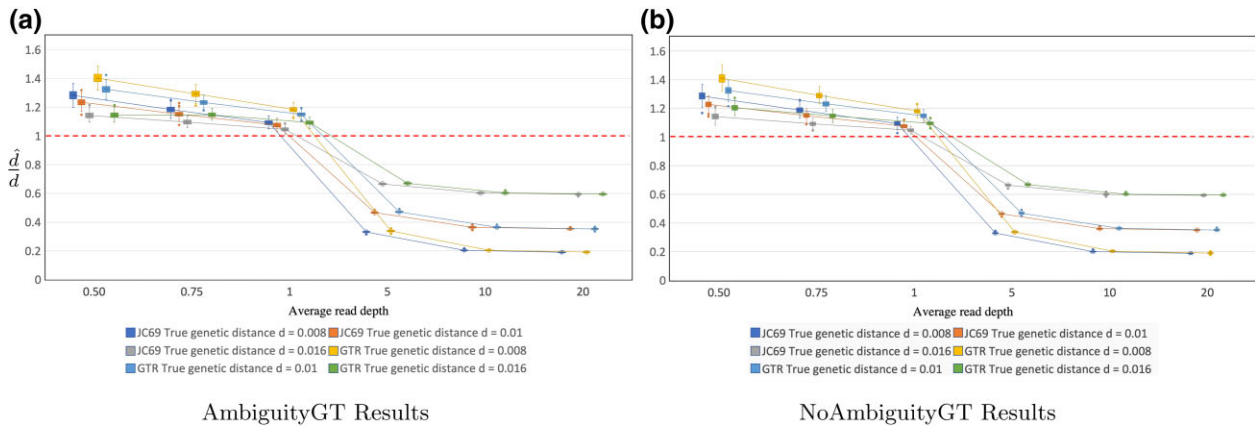 (a)
1.6
1.4
1.2
1
0.8
0.6
0.4
0.2
0
d̂
d
0.50 0.75 1 5 10 20
Average read depth
JC69 True genetic distance d = 0.008 JC69 True genetic distance d = 0.01
JC69 True genetic distance d = 0.016 GTR True genetic distance d = 0.008
GTR True genetic distance d = 0.01 GTR True genetic distance d = 0.016
AmbiguityGT Results
(b)
1.6
1.4
1.2
1
0.8
0.6
0.4
0.2
0
d̂
d
0.50 0.75 1 5 10 20
Average read depth
JC69 True genetic distance d = 0.008 JC69 True genetic distance d = 0.01
JC69 True genetic distance d = 0.016 GTR True genetic distance d = 0.008
GTR True genetic distance d = 0.01 GTR True genetic distance d = 0.016
NoAmbiguityGT Results